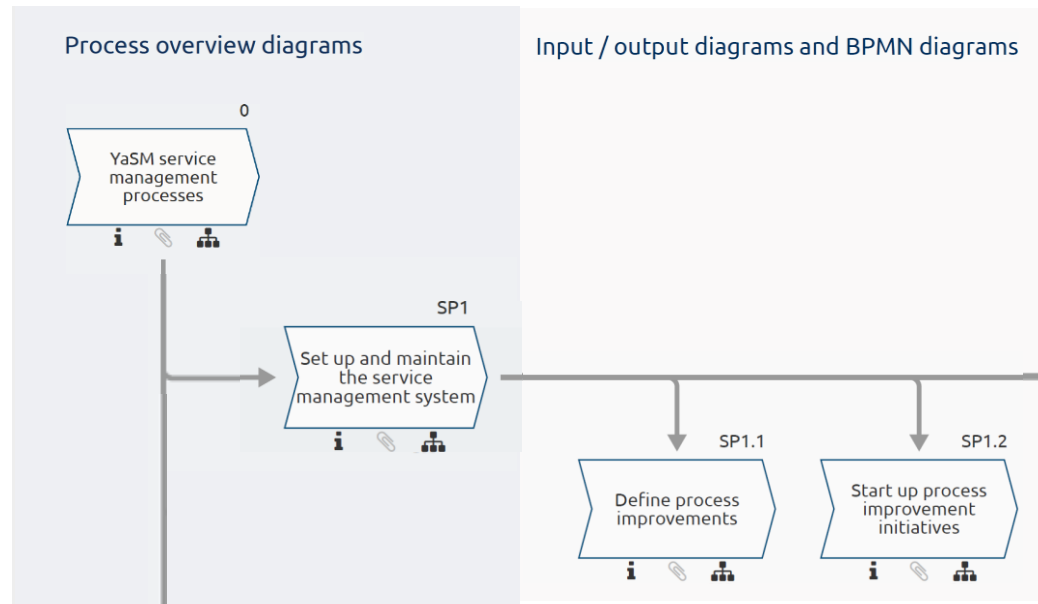 Process overview diagrams
Input / output diagrams and BPMN diagrams
0
YaSM service
management
processes
SP1
Set up and maintain
the service
management system
SP1.1
Define process
improvements
SP1.2
Start up process
improvement
initiatives